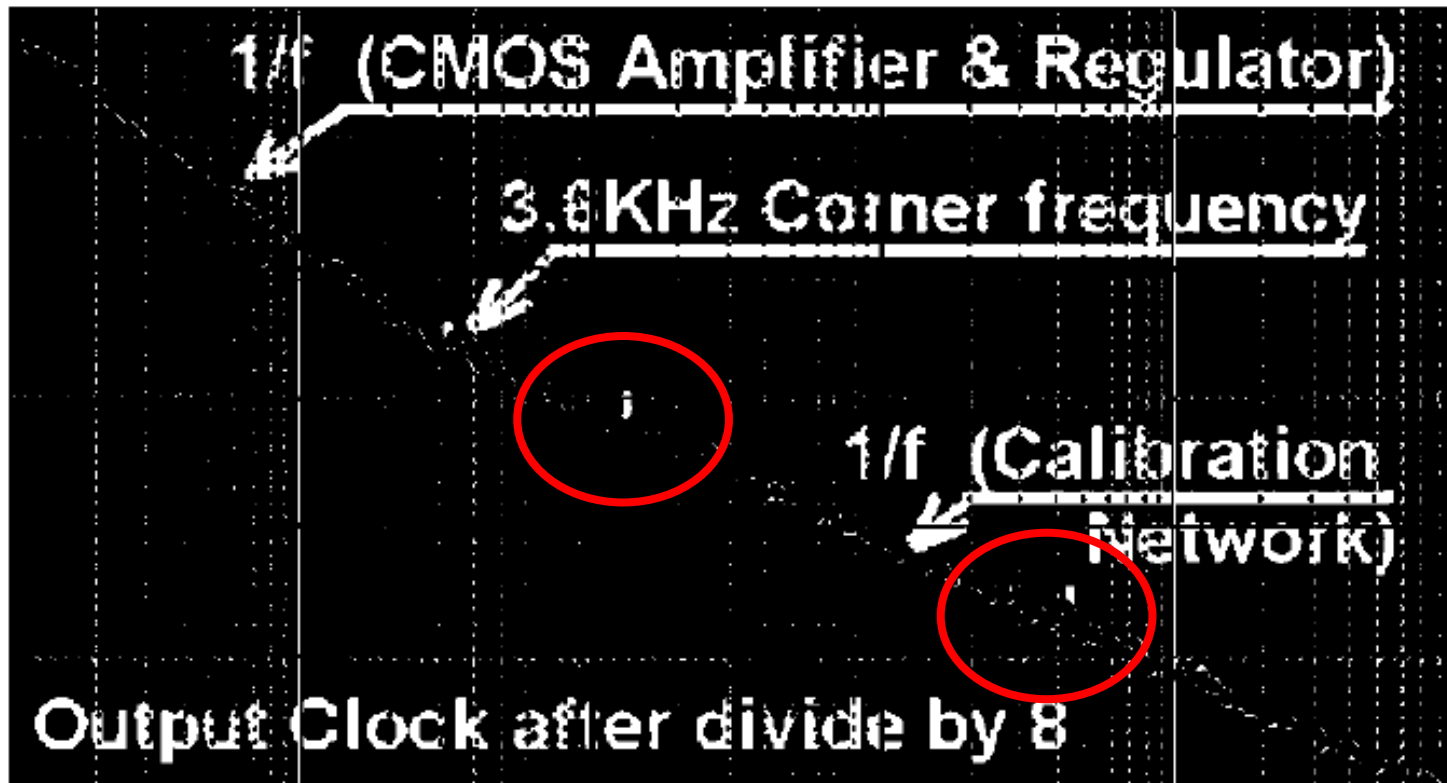 1/f (CMOS Amplifier & Regulator)
3.6KHz Corner frequency
1/f (Calibration
Network)
Output Clock after divide by 8